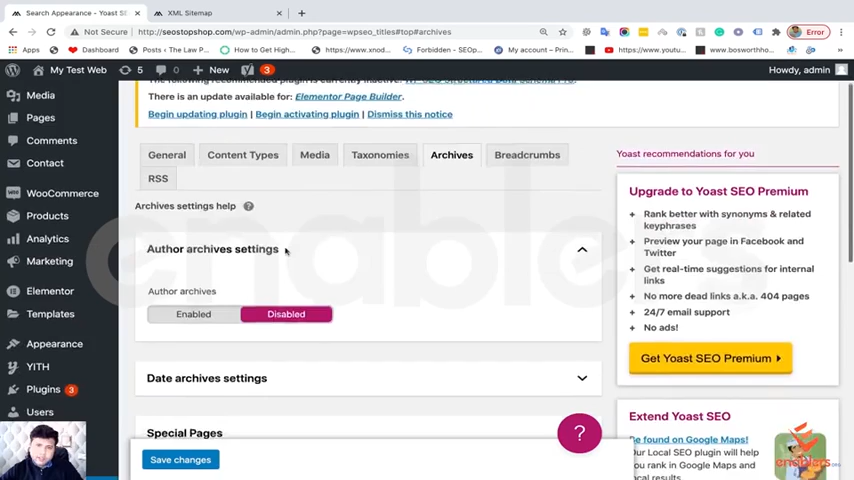 Search Appearance - Yoast SE
XML Sitemap
Not Secure | http://seostopshop.com/wp-admin/admin.php?page=wpseo_titles#top#archives
Error
Apps
Dashboard
Posts ‹ The Law P...
How to Get High...
https://www.xnod...
Forbidden - SEOp...
My account – Prin...
https://www.youtu...
www.bosworthho...
My Test Web
5
0
New
3
Howdy, admin
Media
Pages
Comments
Contact
WooCommerce
Products
Analytics
Marketing
Elementor
Templates
Appearance
YITH
Plugins 3
Users
There is an update available for: Elementor Page Builder.
Begin updating plugin | Begin activating plugin | Dismiss this notice
General
Content Types
Media
Taxonomies
Archives
Breadcrumbs
RSS
Archives settings help ?
Author archives settings
Author archives
Enabled
Disabled
Date archives settings
Special Pages
Save changes
?
enablers
Yoast recommendations for you
Upgrade to Yoast SEO Premium
+ Rank better with synonyms & related
keyphrases
+ Preview your page in Facebook and
Twitter
+ Get real-time suggestions for internal
links
+ No more dead links a.k.a. 404 pages
+ 24/7 email support
+ No ads!
Get Yoast SEO Premium
Extend Yoast SEO
Be found on Google Maps!
Our Local SEO plugin will help
you rank in Google Maps and
local results.
enablers.ORG